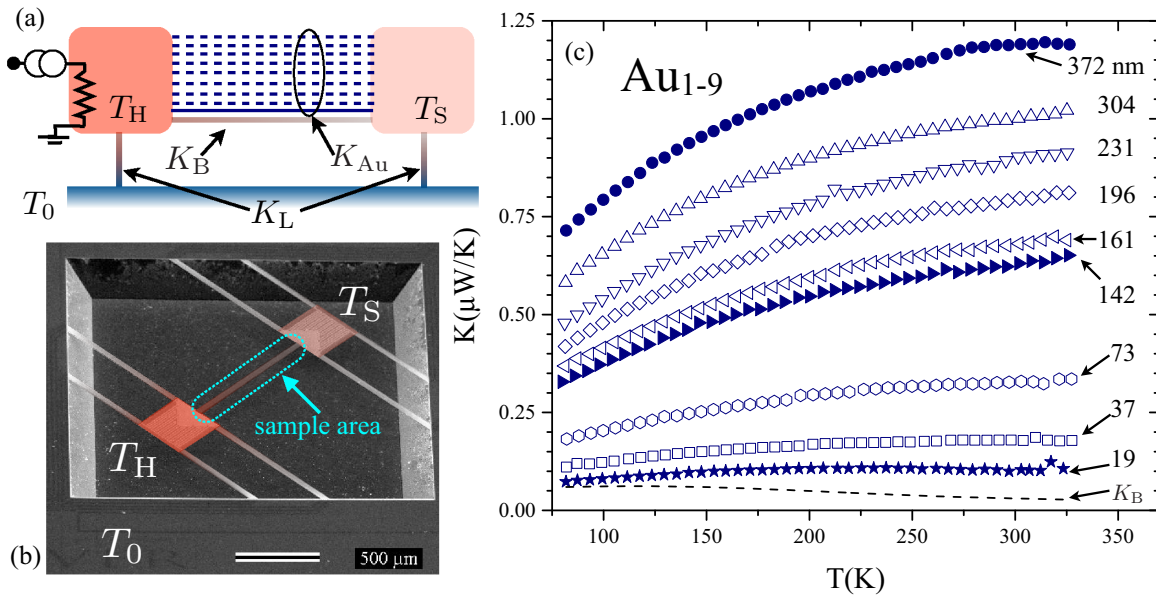 (a)
T_H
T_S
K_B
K_Au
T_0
K_L
(b)
T_S
sample area
T_H
T_0
500 μm
(c)
Au_1-9
K(μW/K)
1.25
1.00
0.75
0.50
0.25
0.00
372 nm
304
231
196
161
142
73
37
19
K_B
100
150
200
250
300
350
T(K)